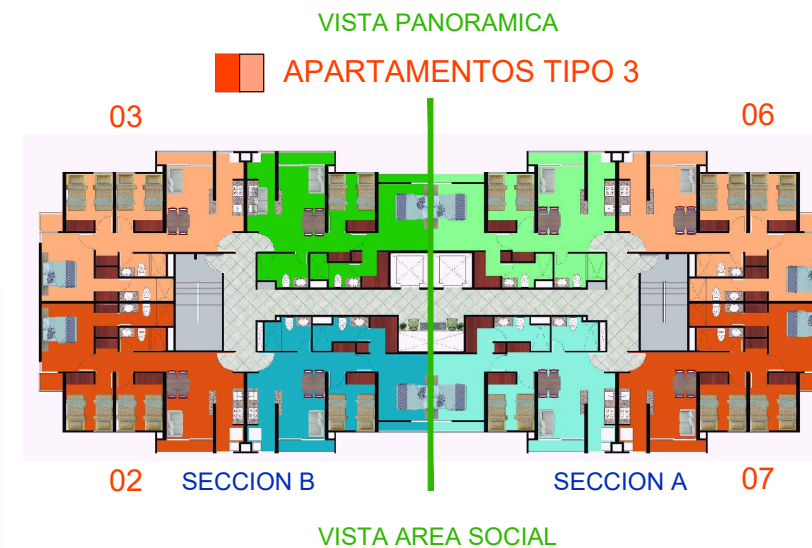 VISTA PANORAMICA
APARTAMENTOS TIPO 3
03
06
02
SECCION B
SECCION A
07
VISTA AREA SOCIAL